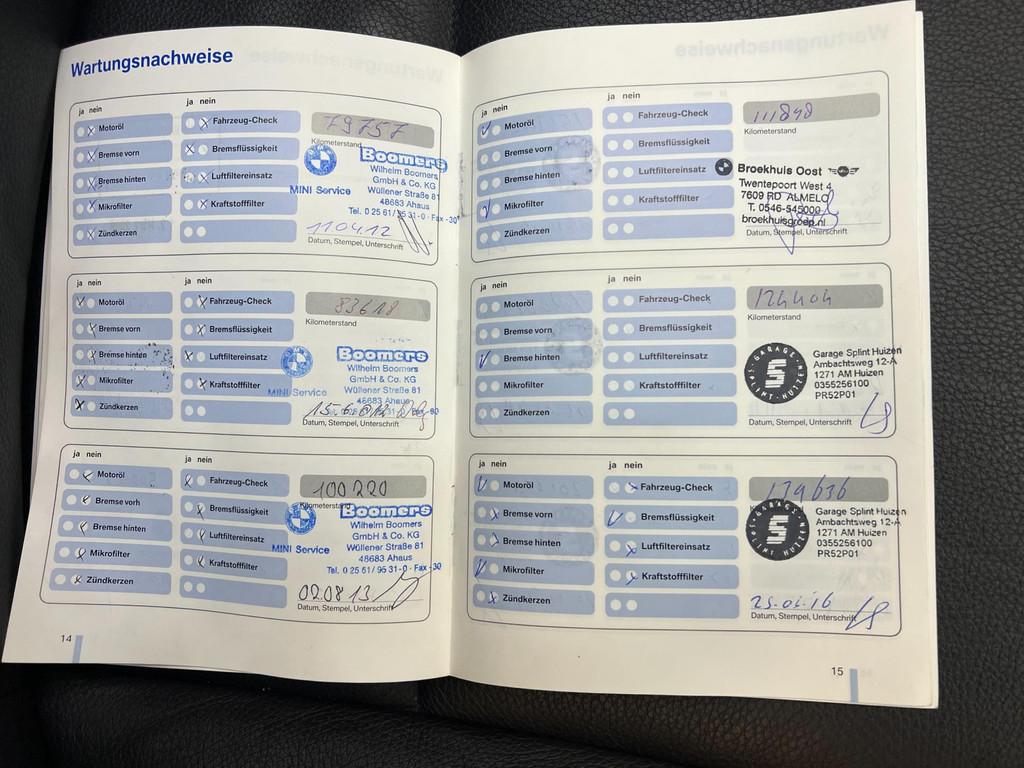 Wartungsnachweise
ja nein ja nein
Motoröl Fahrzeug-Check
79757
Kilometerstand
Bremse vorn Bremsflüssigkeit
Bremse hinten Luftfiltereinsatz
Mikrofilter Kraftstofffilter
Zündkerzen
MINI Service
Boomers
Wilhelm Boomers
GmbH & Co. KG
Wüllener Straße 81
48683 Ahaus
Tel. 0 25 61/95 31-0 · Fax -30
110412
Datum, Stempel, Unterschrift
ja nein ja nein
Motoröl Fahrzeug-Check
83618
Kilometerstand
Bremse vorn Bremsflüssigkeit
Bremse hinten Luftfiltereinsatz
Mikrofilter Kraftstofffilter
Zündkerzen
MINI Service
Boomers
Wilhelm Boomers
GmbH & Co. KG
Wüllener Straße 81
48683 Ahaus
Datum, Stempel, Unterschrift
ja nein ja nein
Motoröl Fahrzeug-Check
100220
Kilometerstand
Bremse vorn Bremsflüssigkeit
Bremse hinten Luftfiltereinsatz
Mikrofilter Kraftstofffilter
Zündkerzen
MINI Service
Boomers
Wilhelm Boomers
GmbH & Co. KG
Wüllener Straße 81
48683 Ahaus
Tel. 0 25 61/95 31-0 · Fax -30
02.08 13
Datum, Stempel, Unterschrift
14
ja nein ja nein
Motoröl Fahrzeug-Check
111848
Kilometerstand
Bremse vorn Bremsflüssigkeit
Bremse hinten Luftfiltereinsatz
Mikrofilter Kraftstofffilter
Zündkerzen
Broekhuis Oost
Twentepoort West 4
7609 RD ALMELO
T. 0546-545000
broekhuisgroep.nl
Datum, Stempel, Unterschrift
ja nein ja nein
Motoröl Fahrzeug-Check
124404
Kilometerstand
Bremse vorn Bremsflüssigkeit
Bremse hinten Luftfiltereinsatz
Mikrofilter Kraftstofffilter
Zündkerzen
Garage Splint Huizen
Ambachtsweg 12-A
1271 AM Huizen
0355256100
PR52P01
Datum, Stempel, Unterschrift
ja nein ja nein
Motoröl Fahrzeug-Check
139636
Bremse vorn Bremsflüssigkeit
Bremse hinten Luftfiltereinsatz
Mikrofilter Kraftstofffilter
Zündkerzen
Garage Splint Huizen
Ambachtsweg 12-A
1271 AM Huizen
0355256100
PR52P01
Datum, Stempel, Unterschrift
15